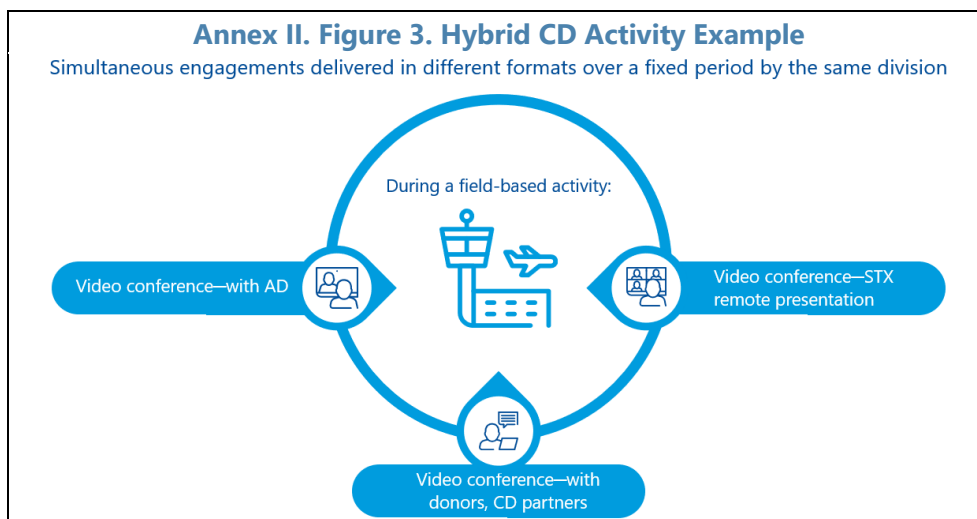 Annex II. Figure 3. Hybrid CD Activity Example
Simultaneous engagements delivered in different formats over a fixed period by the same division
During a field-based activity:
Video conference—with AD
Video conference—STX
remote presentation
Video conference—with
donors, CD partners